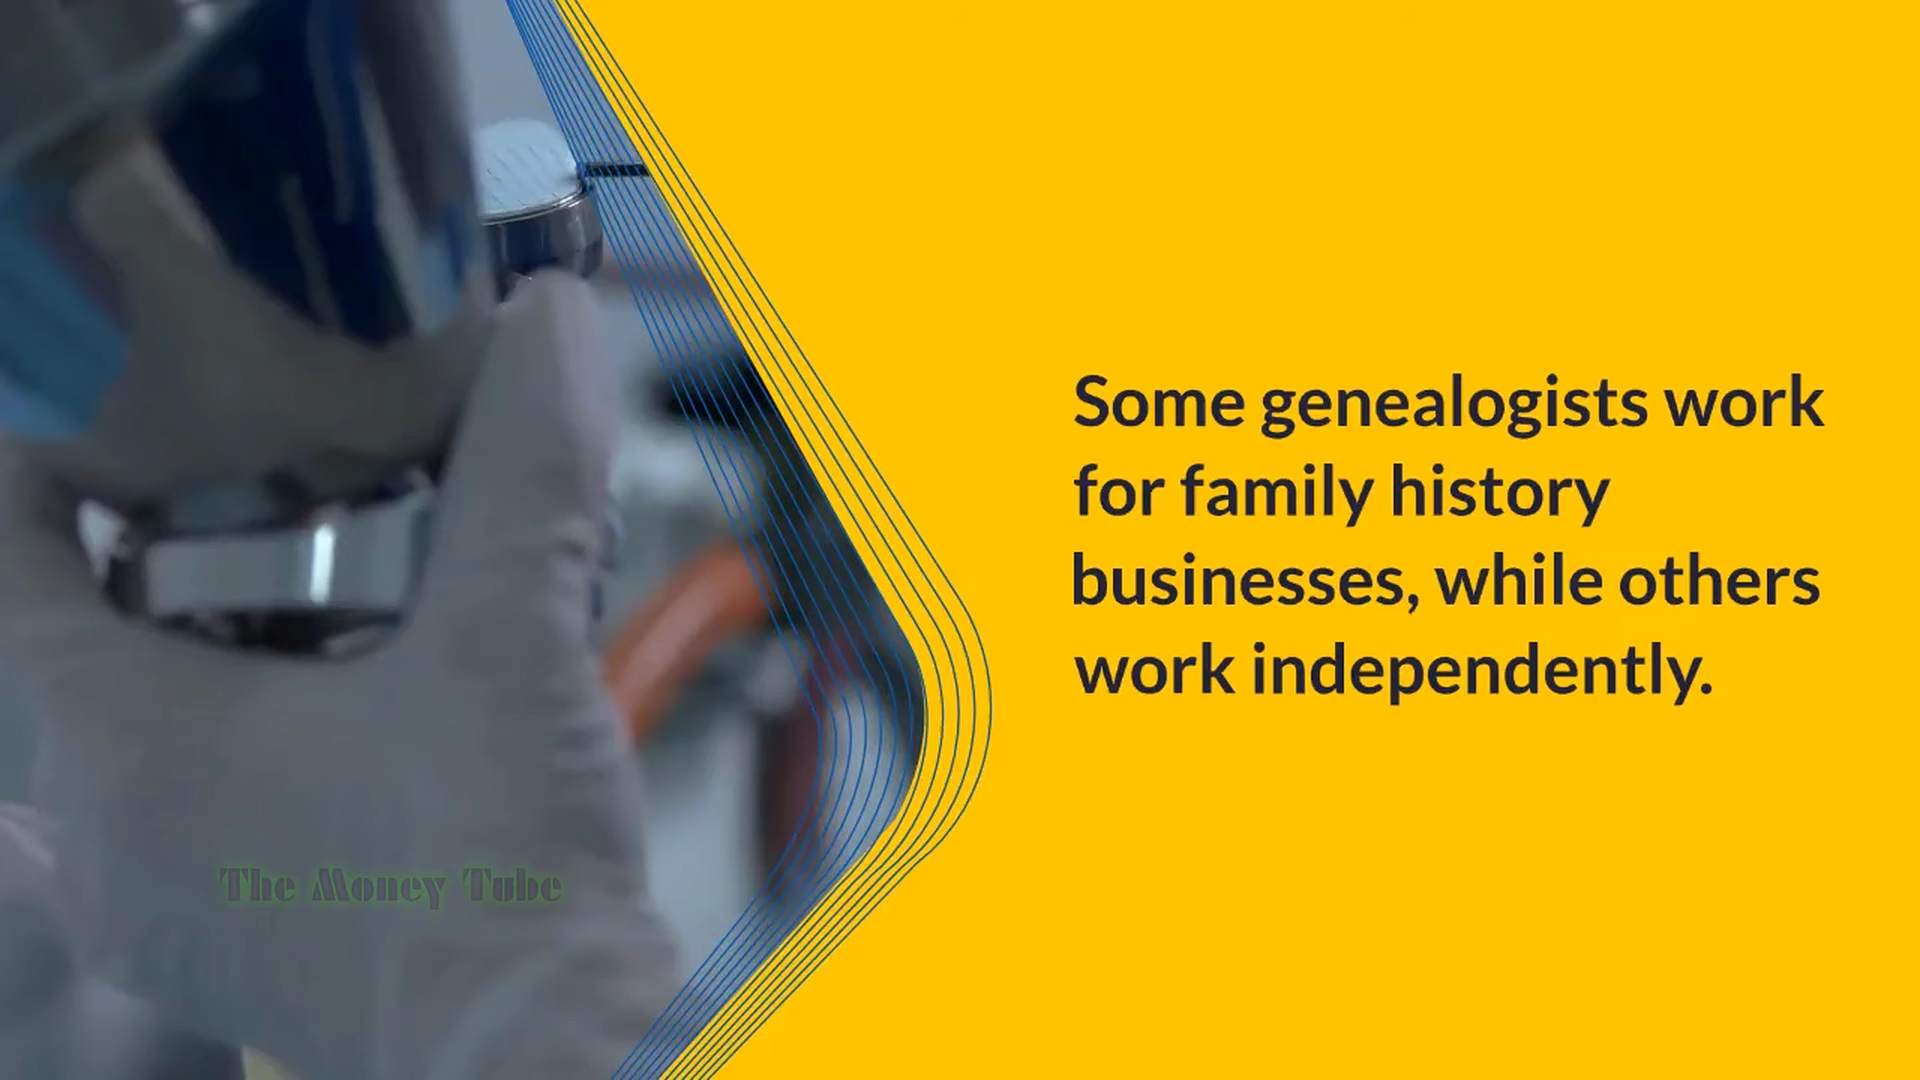 Some genealogists work
for family history
businesses, while others
work independently.
The Money Tube